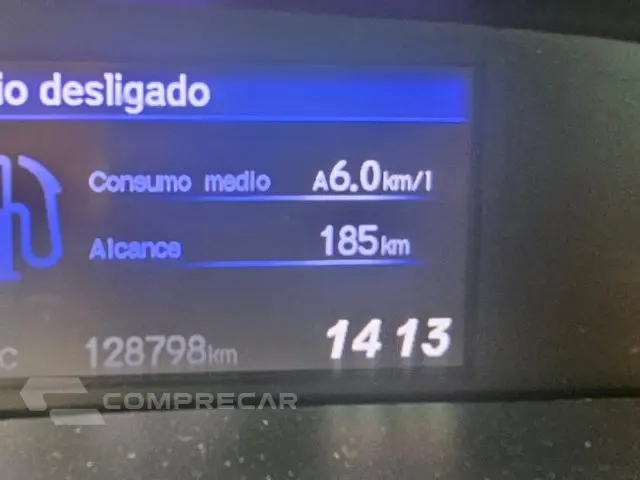 io desligado
Consumo medio A6.0km/l
Alcance 185km
C 128798km 14 13
COMPRECAR